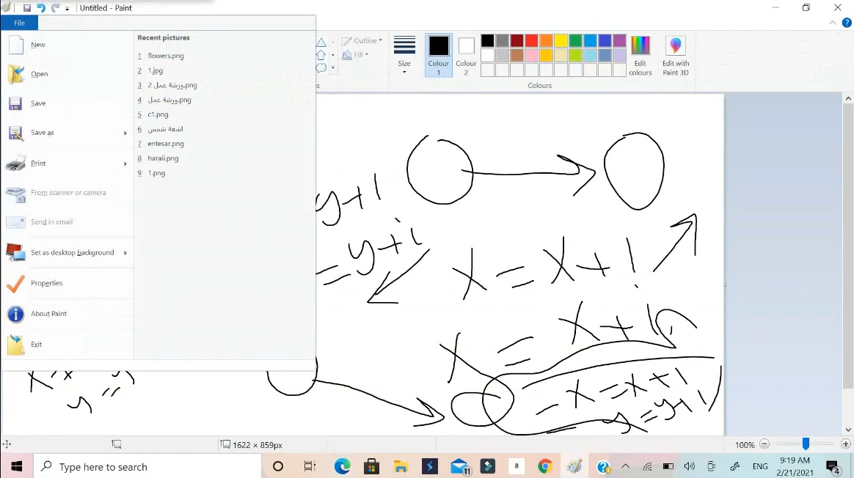 Untitled - Paint
File
New
Open
Save
Save as
Print
From scanner or camera
Send in email
Set as desktop background
Properties
About Paint
Exit
Recent pictures
1 flowers.png
2 1.jpg
3 ورشة عمل 2.png
4 ورشة عمل.png
5 c1.png
6 اشعة شمس
7 entesar.png
8 harali.png
9 1.png
Outline
Fill
Size
Colour 1
Colour 2
Edit colours
Edit with Paint 3D
Colours
y+1
= y+1
x = x+1
x = x+1
- x = x+1
y = y+1
y =
1622 × 859px
100%
Type here to search
11
a
ENG
9:19 AM
2/21/2021
4